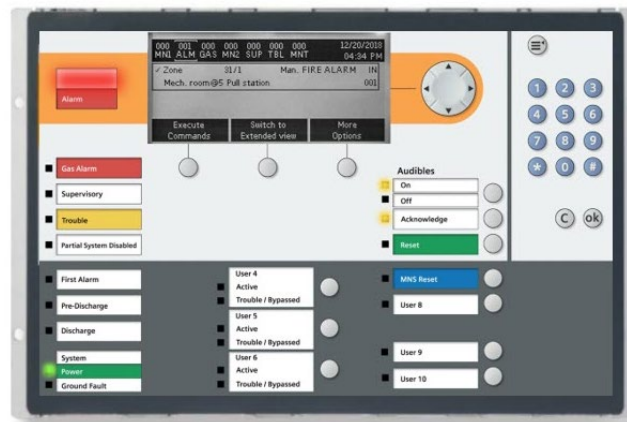 000 001 000 000 000 000 000 12/20/2018
MN1 ALM GAS MN2 SUP TBL MNT 04:34 PM
✓ Zone 31/1 Man. FIRE ALARM IN
Mech. room@5 Pull station 001
Execute Commands
Switch to Extended view
More Options
Alarm
Gas Alarm
Supervisory
Trouble
Partial System Disabled
Audibles
On
Off
Acknowledge
Reset
1 2 3
4 5 6
7 8 9
* 0 #
C ok
First Alarm
Pre-Discharge
Discharge
System
Power
Ground Fault
User 4
Active
Trouble / Bypassed
User 5
Active
Trouble / Bypassed
User 6
Active
Trouble / Bypassed
MNS Reset
User 8
User 9
User 10